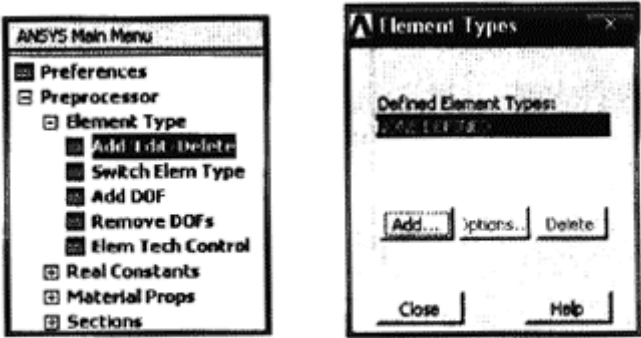 ANSYS Main Menu
Preferences
Preprocessor
Element Type
Add/Edit/Delete
Switch Elem Type
Add DOF
Remove DOFs
Elem Tech Control
Real Constants
Material Props
Sections
Element Types
Defined Element Types:
Add...
Options...
Delete
Close
Help